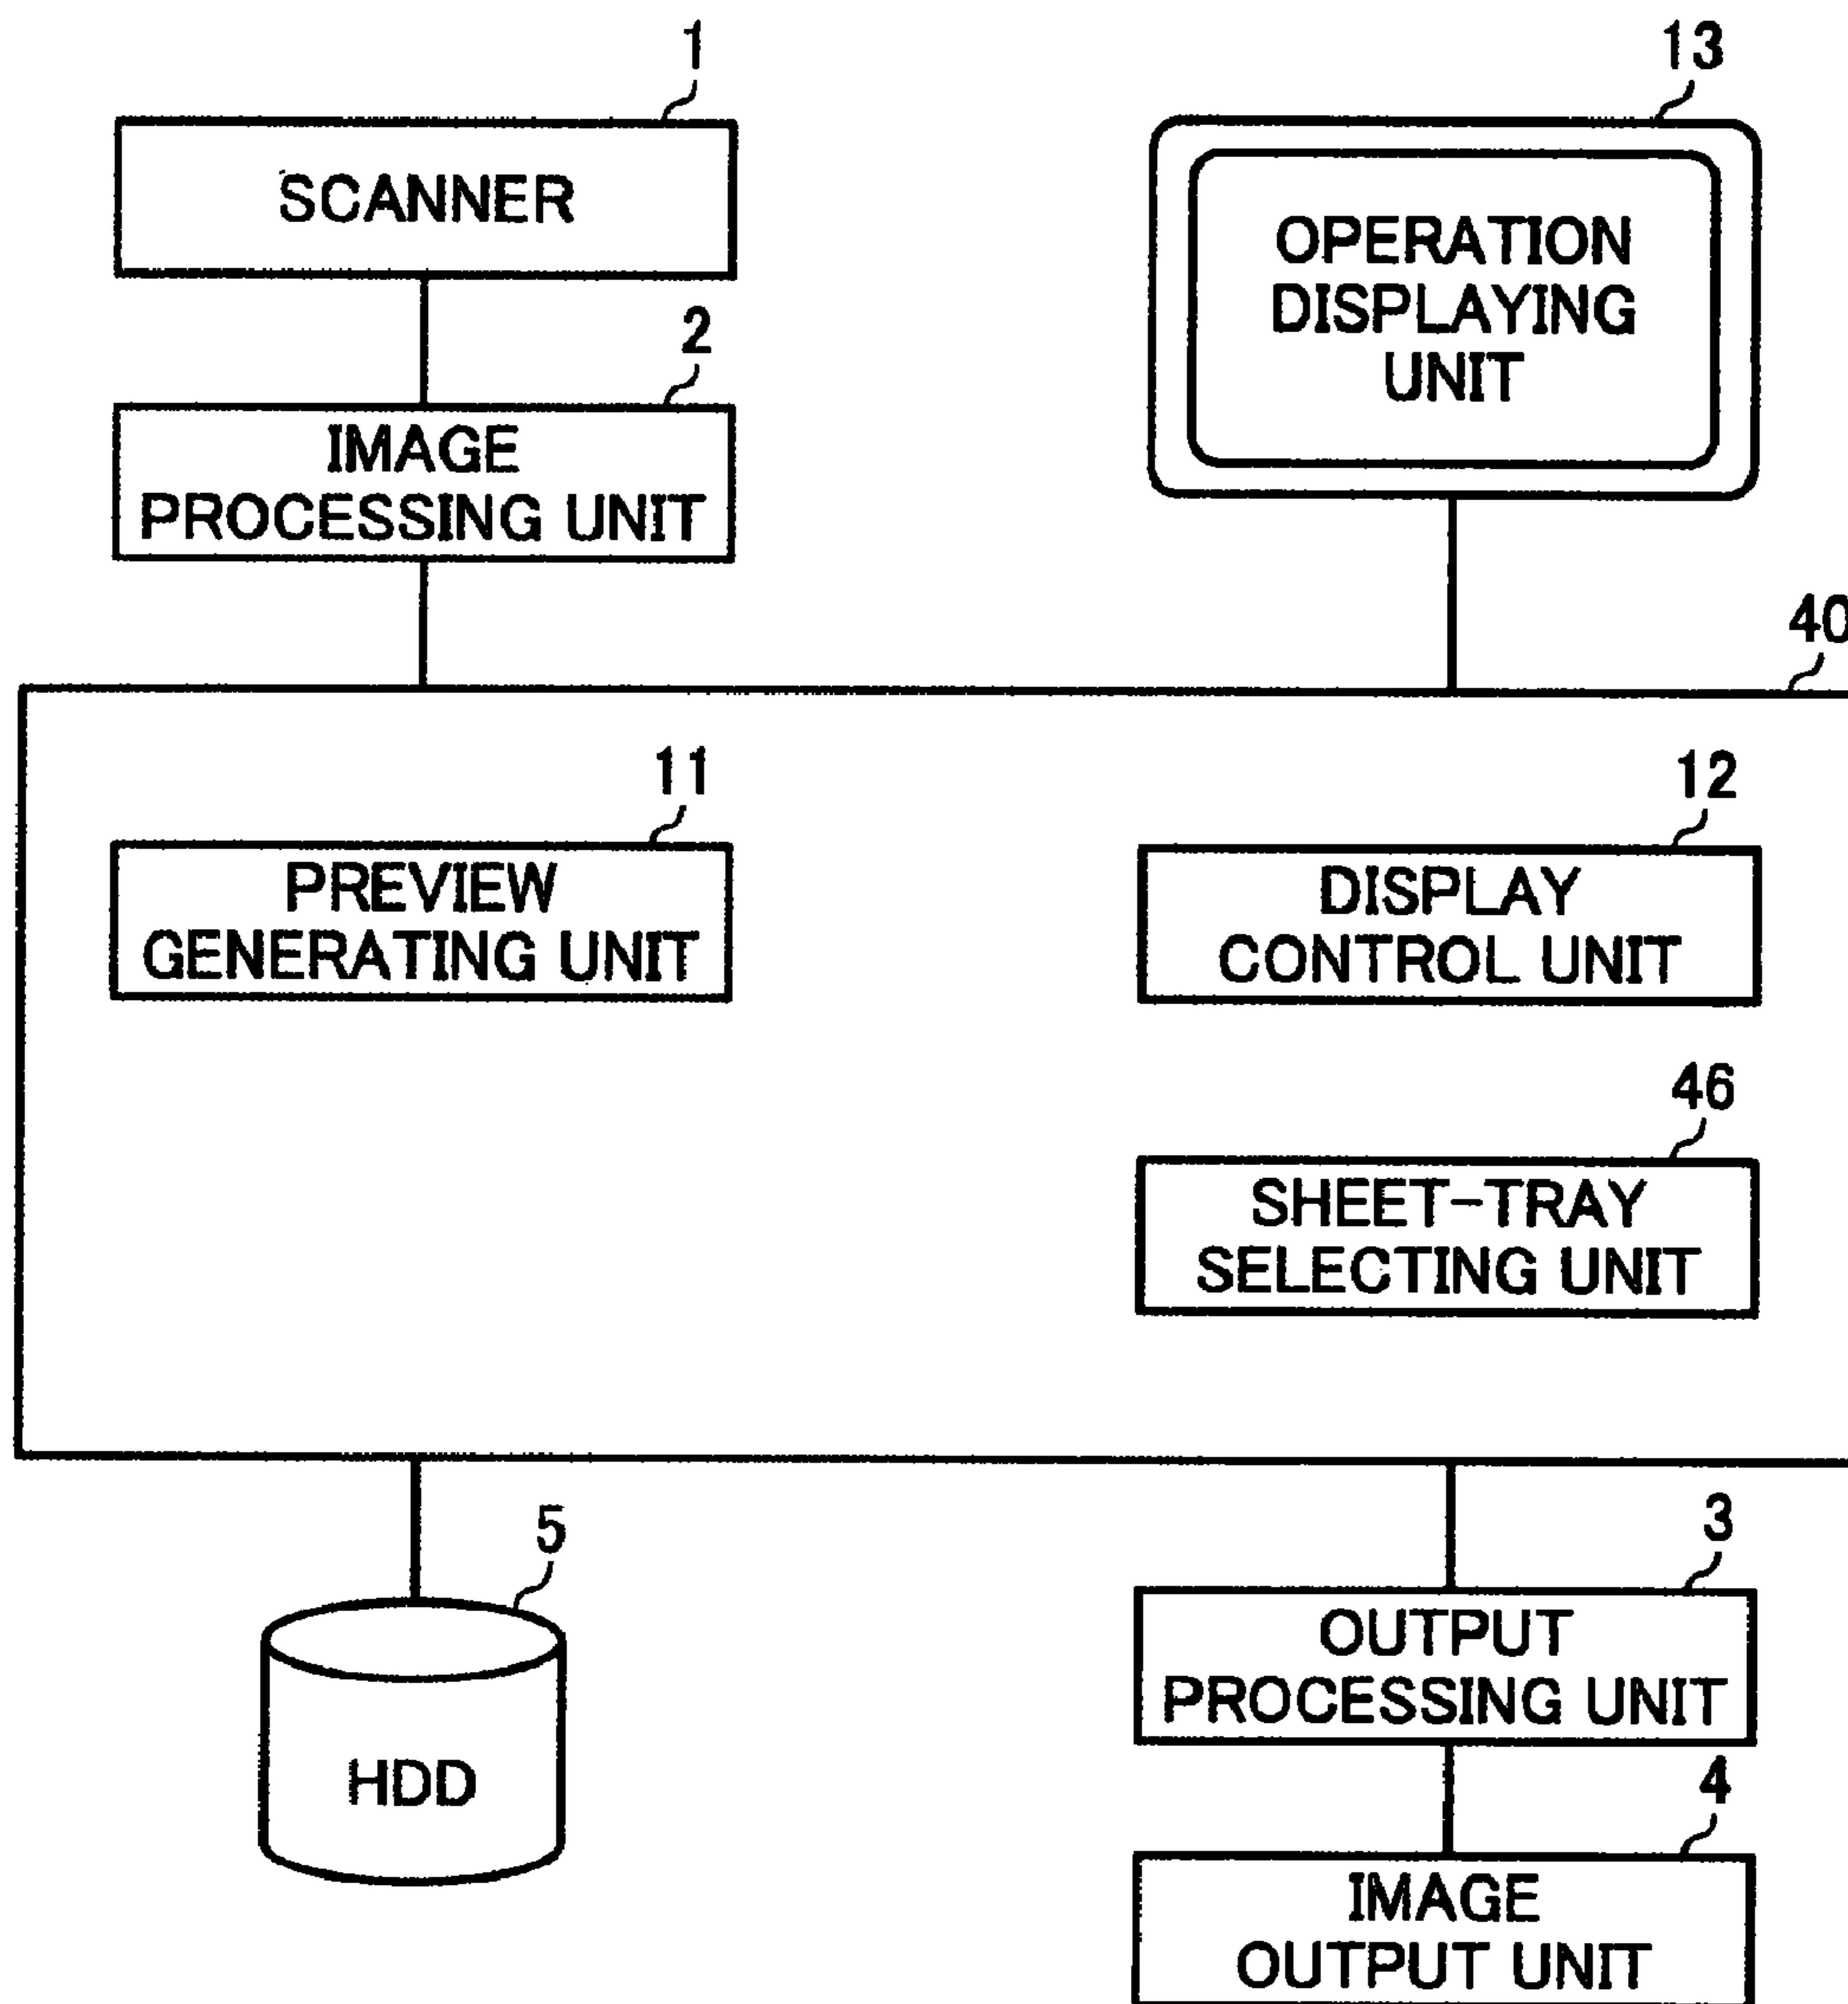 1
SCANNER
13
OPERATION
DISPLAYING
UNIT
2
IMAGE
PROCESSING UNIT
40
11
PREVIEW
GENERATING UNIT
12
DISPLAY
CONTROL UNIT
46
SHEET-TRAY
SELECTING UNIT
5
HDD
3
OUTPUT
PROCESSING UNIT
4
IMAGE
OUTPUT UNIT